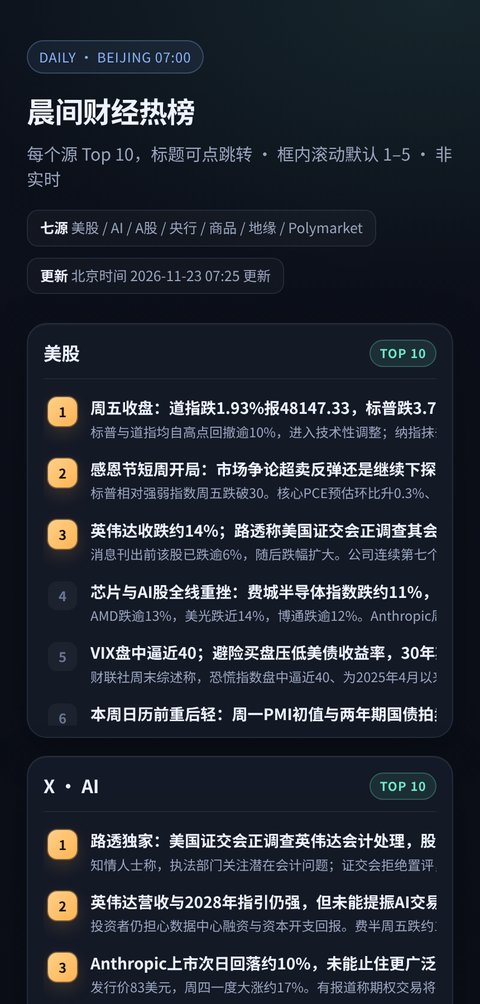 DAILY · BEIJING 07:00
晨间财经热榜
每个源 Top 10，标题可点跳转 · 框内滚动默认 1–5 · 非
实时
七源 美股 / AI / A股 / 央行 / 商品 / 地缘 / Polymarket
更新 北京时间 2026-11-23 07:25 更新
美股
TOP 10
1
周五收盘：道指跌1.93%报48147.33，标普跌3.7
标普与道指均自高点回撤逾10%，进入技术性调整；纳指抹
2
感恩节短周开局：市场争论超卖反弹还是继续下探
标普相对强弱指数周五跌破30。核心PCE预估环比升0.3%、
3
英伟达收跌约14%；路透称美国证交会正调查其会
消息刊出前该股已跌逾6%，随后跌幅扩大。公司连续第七个
4
芯片与AI股全线重挫：费城半导体指数跌约11%，
AMD跌逾13%，美光跌近14%，博通跌逾12%。Anthropic
5
VIX盘中逼近40；避险买盘压低美债收益率，30年
财联社周末综述称，恐慌指数盘中逼近40、为2025年4月以
6
本周日历前重后轻：周一PMI初值与两年期国债拍
X · AI
TOP 10
1
路透独家：美国证交会正调查英伟达会计处理，股
知情人士称，执法部门关注潜在会计问题；证交会拒绝置评
2
英伟达营收与2028年指引仍强，但未能提振AI交易
投资者仍担心数据中心融资与资本开支回报。费半周五跌约
3
Anthropic上市次日回落约10%，未能止住更广泛
发行价83美元，周四一度大涨约17%。有报道称期权交易将